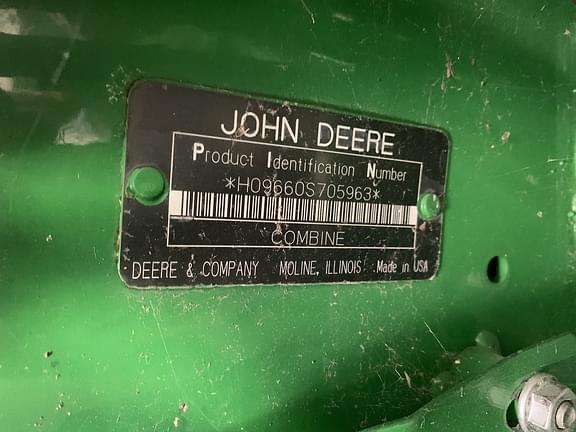 JOHN DEERE
Product Identification Number
*H09660S705963*
COMBINE
DEERE & COMPANY MOLINE, ILLINOIS Made in USA